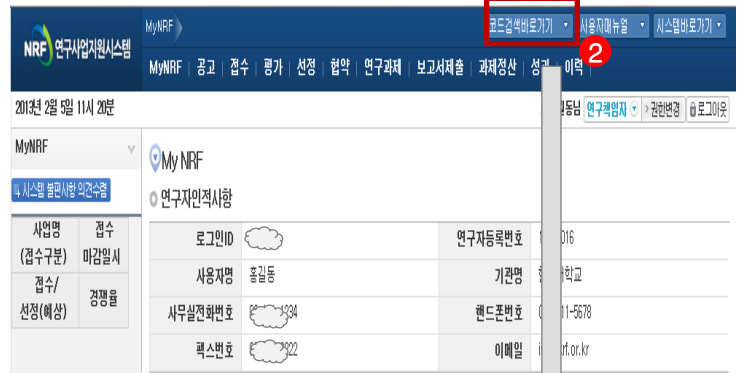 MyNRF
코드검색바로가기
사용자매뉴얼
시스템바로가기
2
NRF 연구사업지원시스템
MyNRF | 공고 | 접수 | 평가 | 선정 | 협약 | 연구과제 | 보고서제출 | 과제정산 | 성과 | 이력
2013년 2월 5일 11시 20분
연구책임자
권한변경
로그아웃
MyNRF
시스템 불편사항 의견수렴
사업명 (접수구분)
접수 마감일시
접수/ 선정(예상)
경쟁율
My NRF
연구자인적사항
로그인ID
연구자등록번호
016
사용자명 홍길동
기관명
학교
사무실전화번호
핸드폰번호
11-5678
팩스번호
이메일
rf.or.kr